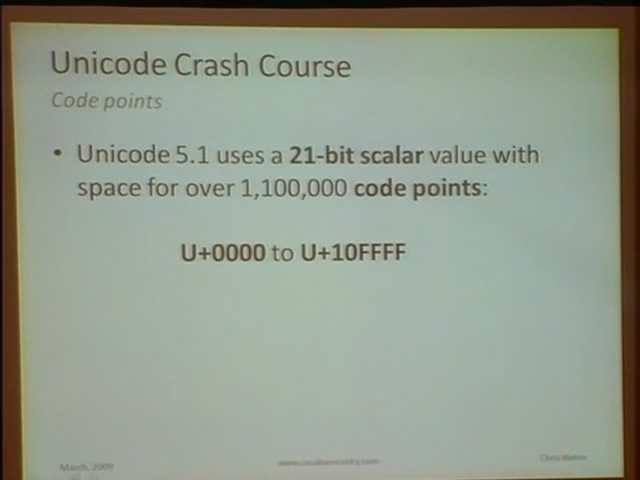 Unicode Crash Course
Code points
• Unicode 5.1 uses a 21-bit scalar value with
space for over 1,100,000 code points:
U+0000 to U+10FFFF
March, 2009
Chris Weber